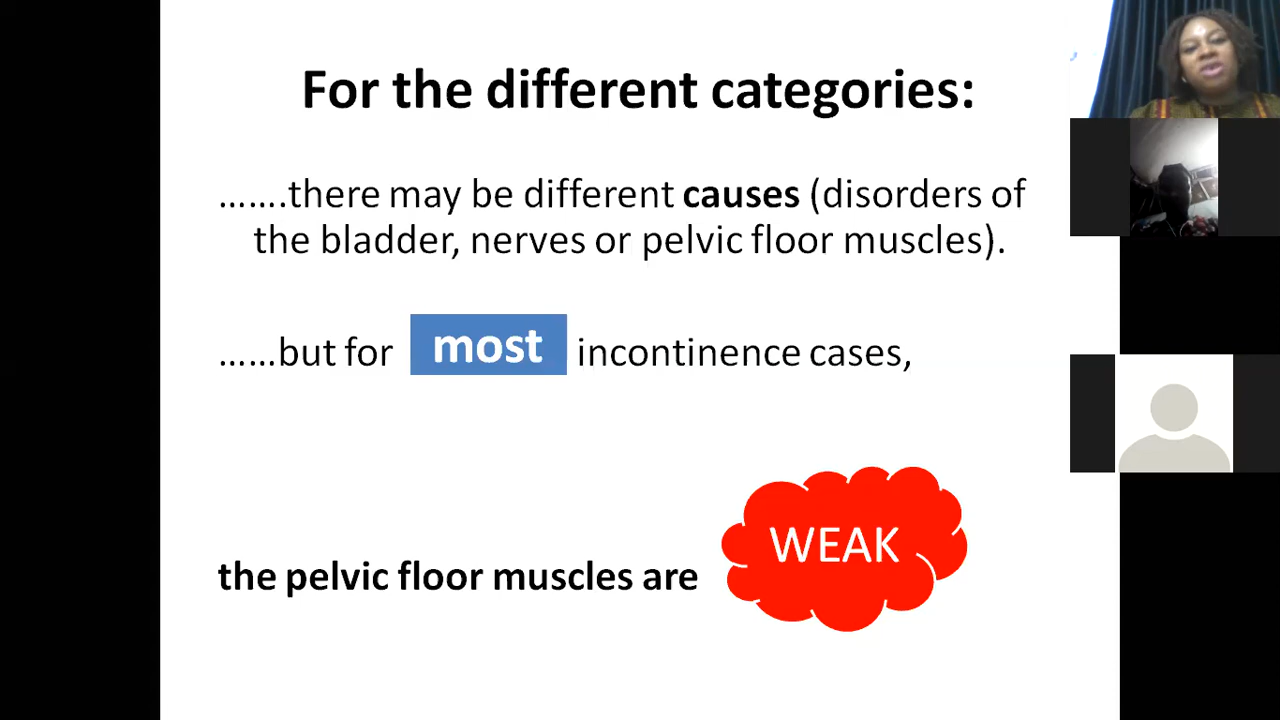 For the different categories:
…….there may be different causes (disorders of
the bladder, nerves or pelvic floor muscles).
……but for most incontinence cases,
the pelvic floor muscles are WEAK